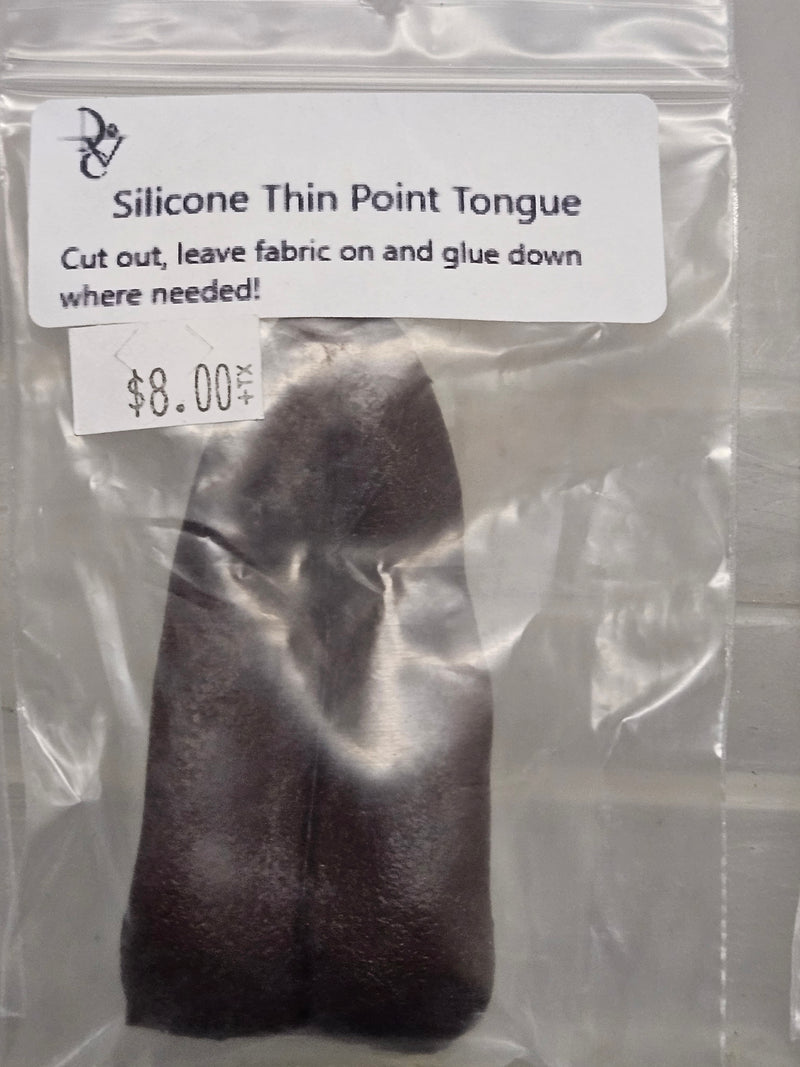 Silicone Thin Point Tongue
Cut out, leave fabric on and glue down
where needed!
$8.00+TX